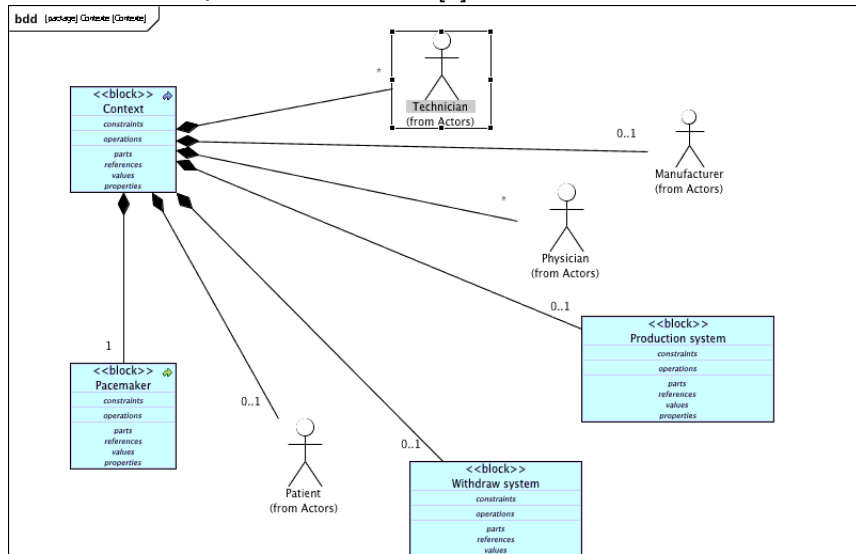 bdd [package] Contexte [Contexte]
*
Technician
(from Actors)
<<block>>
Context
constraints
operations
parts
references
values
properties
0..1
Manufacturer
(from Actors)
*
Physician
(from Actors)
0..1
<<block>>
Production system
constraints
operations
parts
references
values
properties
1
<<block>>
Pacemaker
constraints
operations
parts
references
values
properties
0..1
Patient
(from Actors)
0..1
<<block>>
Withdraw system
constraints
operations
parts
references
values